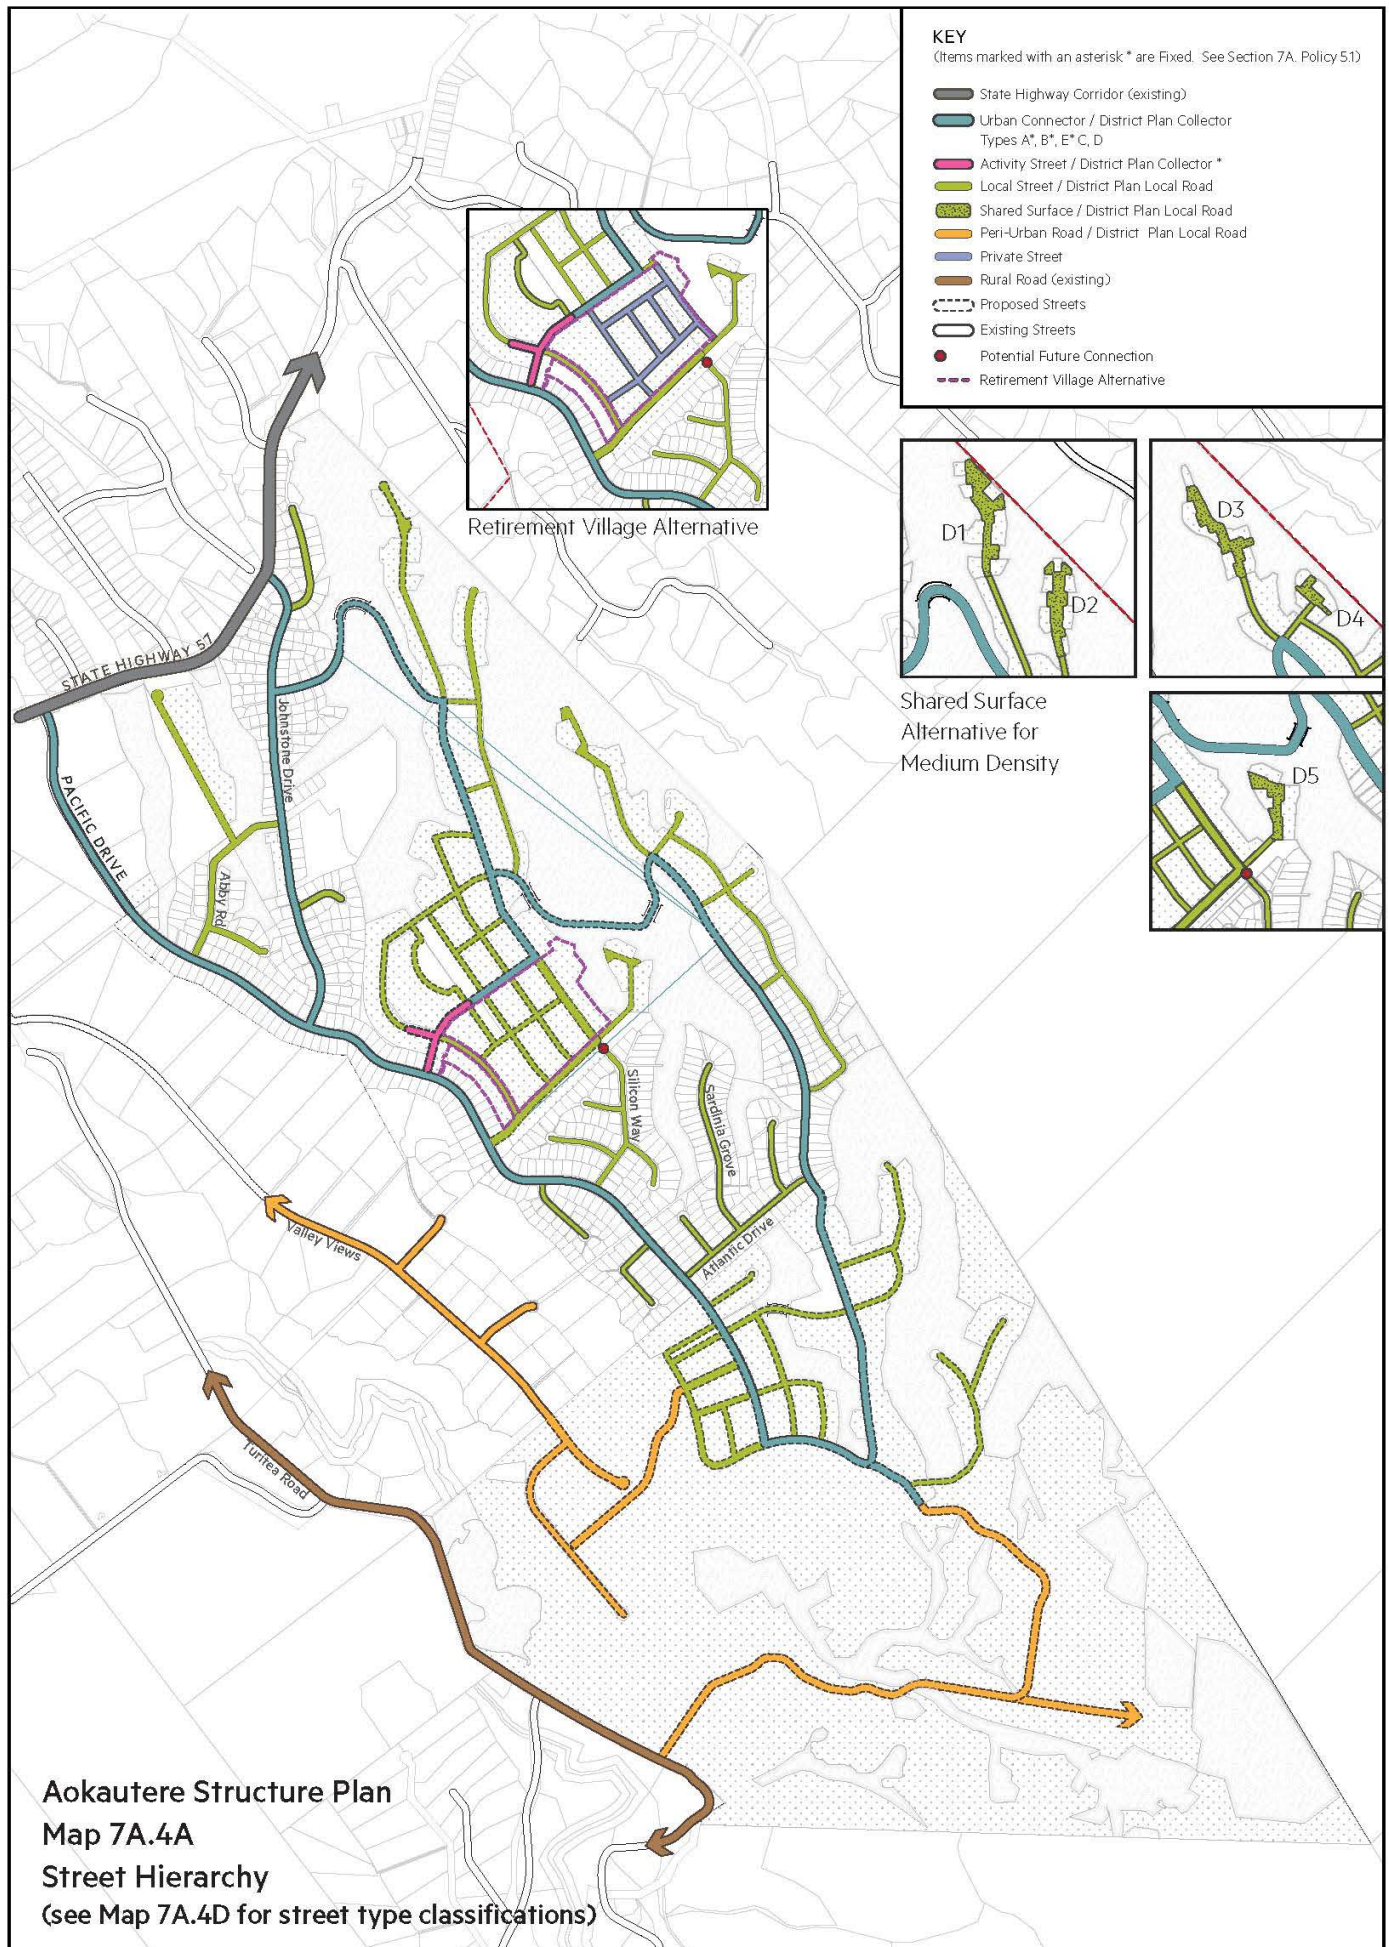 KEY
(Items marked with an asterisk * are Fixed. See Section 7A. Policy 5.1)
State Highway Corridor (existing)
Urban Connector / District Plan Collector
Types A*, B*, E* C, D
Activity Street / District Plan Collector *
Local Street / District Plan Local Road
Shared Surface / District Plan Local Road
Peri-Urban Road / District Plan Local Road
Private Street
Rural Road (existing)
Proposed Streets
Existing Streets
Potential Future Connection
Retirement Village Alternative
Retirement Village Alternative
D1
D2
D3
D4
Shared Surface
Alternative for
Medium Density
D5
STATE HIGHWAY 57
Johnstone Drive
PACIFIC DRIVE
Abby Rd
Silicon Way
Sardinia Grove
Atlantic Drive
Valley Views
Turitea Road
Aokautere Structure Plan
Map 7A.4A
Street Hierarchy
(see Map 7A.4D for street type classifications)